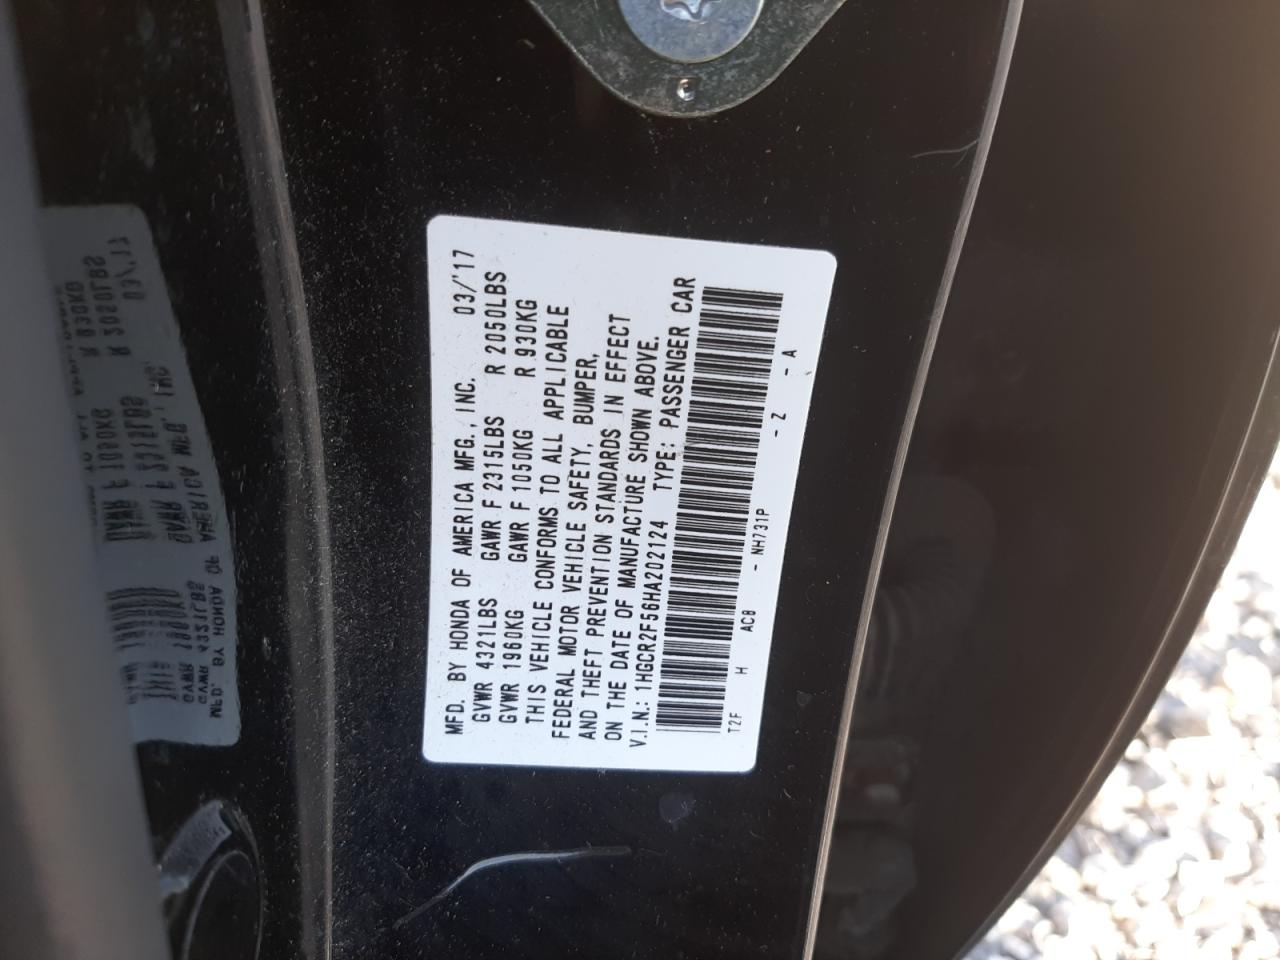 MFD. BY HONDA OF AMERICA MFG., INC. 03/'17
GVWR 4321LBS GAWR F 2315LBS R 2050LBS
GVWR 1960KG GAWR F 1050KG R 930KG
THIS VEHICLE CONFORMS TO ALL APPLICABLE
FEDERAL MOTOR VEHICLE SAFETY, BUMPER,
AND THEFT PREVENTION STANDARDS IN EFFECT
ON THE DATE OF MANUFACTURE SHOWN ABOVE.
V.I.N.: 1HGCR2F56HA202124 TYPE: PASSENGER CAR
T2F H AC8 - NH731P - Z - A